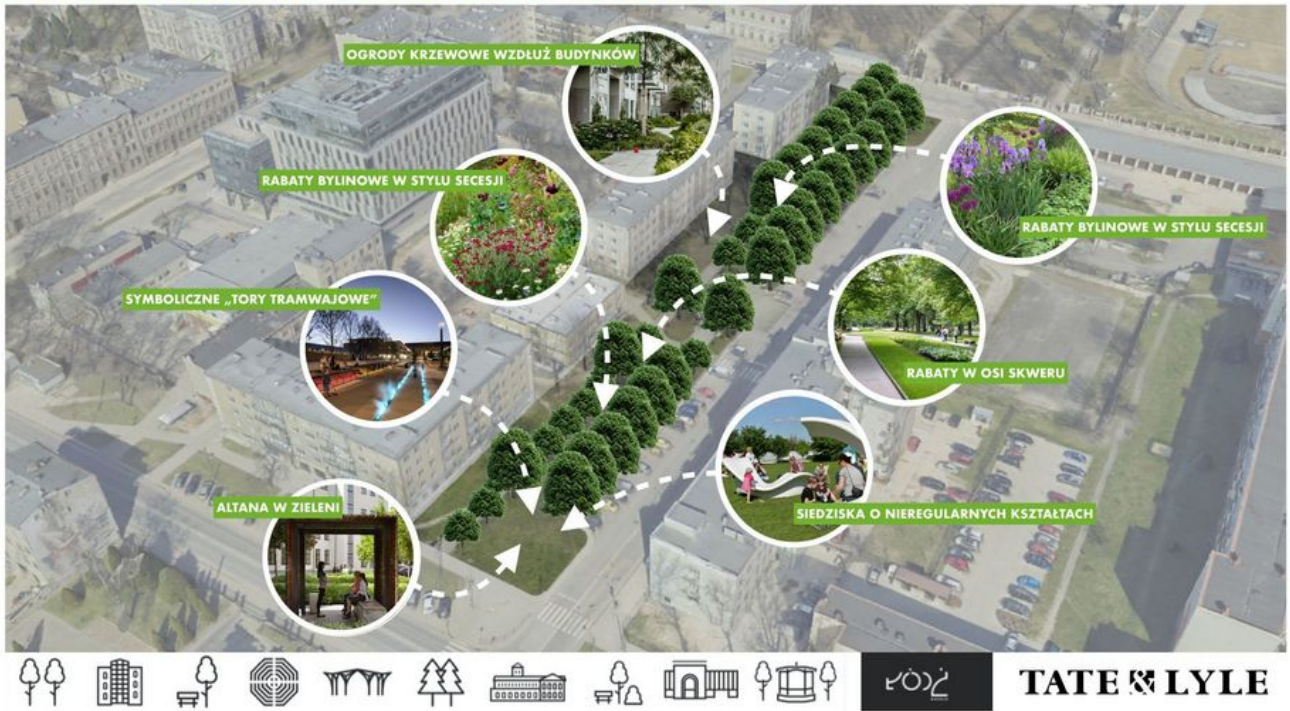 OGRODY KRZEWOWE WZDŁUŻ BUDYNKÓW
RABATY BYLINOWE W STYLU SECESJI
RABATY BYLINOWE W STYLU SECESJI
SYMBOLICZNE „TORY TRAMWAJOWE”
RABATY W OSI SKWERU
ALTANA W ZIELENI
SIEDZISKA O NIEREGULARNYCH KSZTAŁTACH
TATE & LYLE